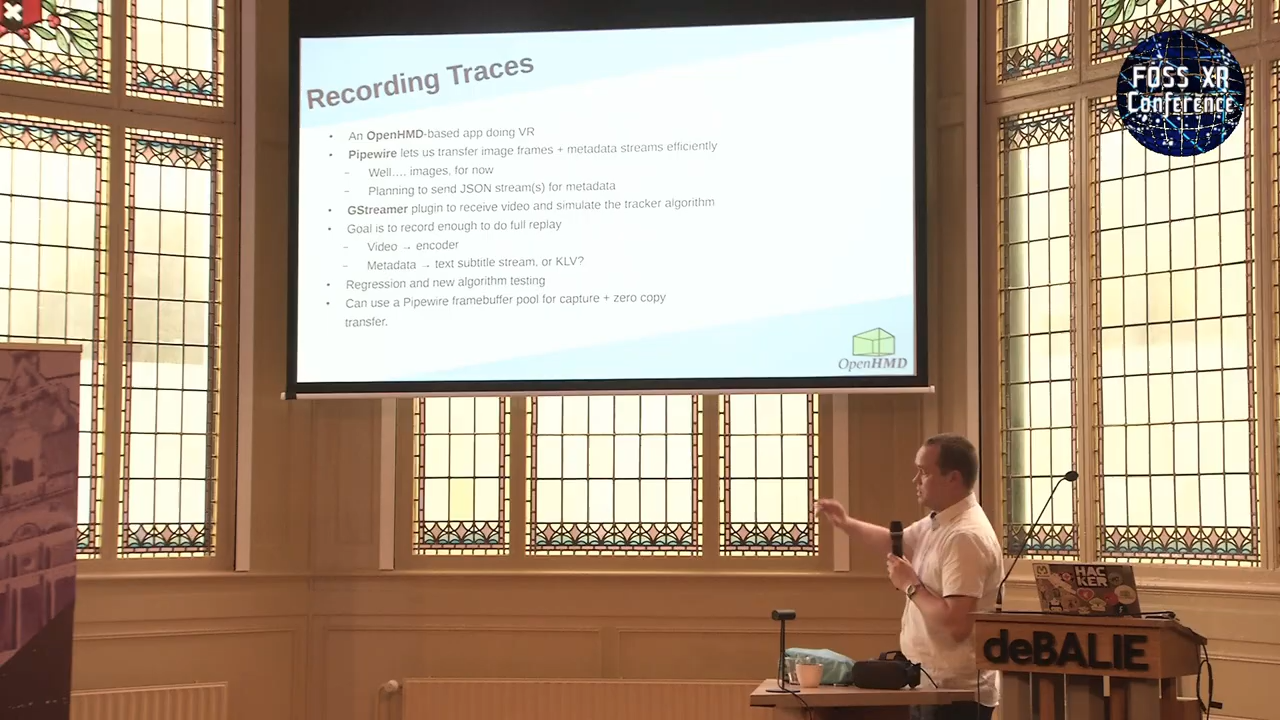 Recording Traces
• An OpenHMD-based app doing VR
• Pipewire lets us transfer image frames + metadata streams efficiently
– Well.... images, for now
– Planning to send JSON stream(s) for metadata
• GStreamer plugin to receive video and simulate the tracker algorithm
• Goal is to record enough to do full replay
– Video → encoder
– Metadata → text subtitle stream, or KLV?
• Regression and new algorithm testing
• Can use a Pipewire framebuffer pool for capture + zero copy
transfer.
OpenHMD
FOSS XR
Conference
HAC
KER
deBALIE